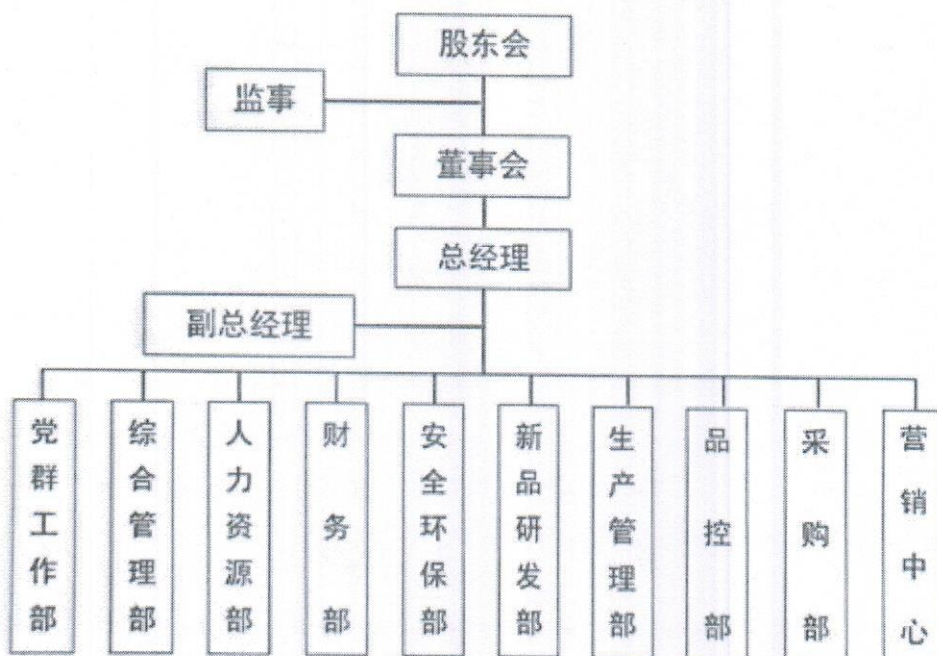 股东会
监事
董事会
总经理
副总经理
党群工作部
综合管理部
人力资源部
财务部
安全环保部
新品研发部
生产管理部
品控部
采购部
营销中心